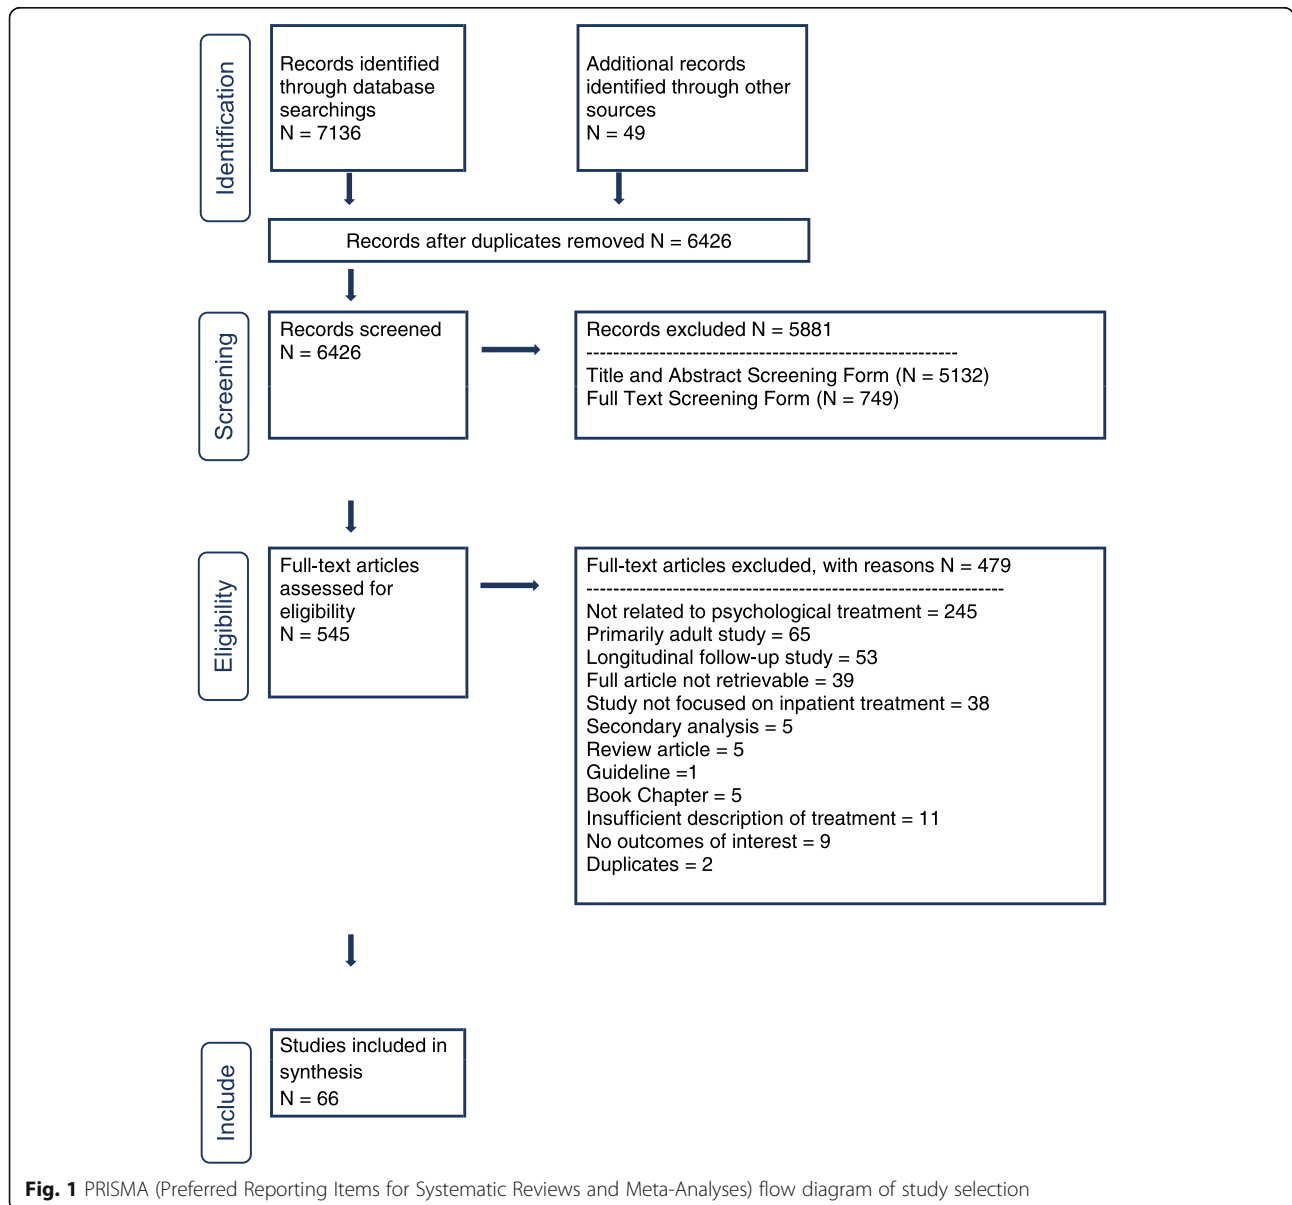 Identification
Records identified
through database
searchings
N = 7136
Additional records
identified through other
sources
N = 49
Records after duplicates removed N = 6426
Screening
Records screened
N = 6426
Records excluded N = 5881
--------------------------------------------------------
Title and Abstract Screening Form (N = 5132)
Full Text Screening Form (N = 749)
Eligibility
Full-text articles
assessed for
eligibility
N = 545
Full-text articles excluded, with reasons N = 479
---------------------------------------------------------------
Not related to psychological treatment = 245
Primarily adult study = 65
Longitudinal follow-up study = 53
Full article not retrievable = 39
Study not focused on inpatient treatment = 38
Secondary analysis = 5
Review article = 5
Guideline =1
Book Chapter = 5
Insufficient description of treatment = 11
No outcomes of interest = 9
Duplicates = 2
Include
Studies included in
synthesis
N = 66
Fig. 1 PRISMA (Preferred Reporting Items for Systematic Reviews and Meta-Analyses) flow diagram of study selection